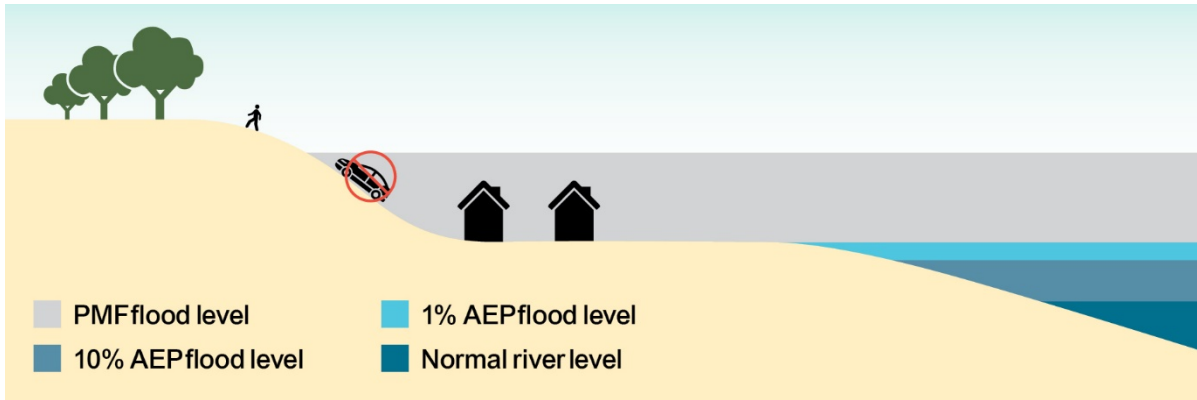 PMF flood level
1% AEP flood level
10% AEP flood level
Normal river level